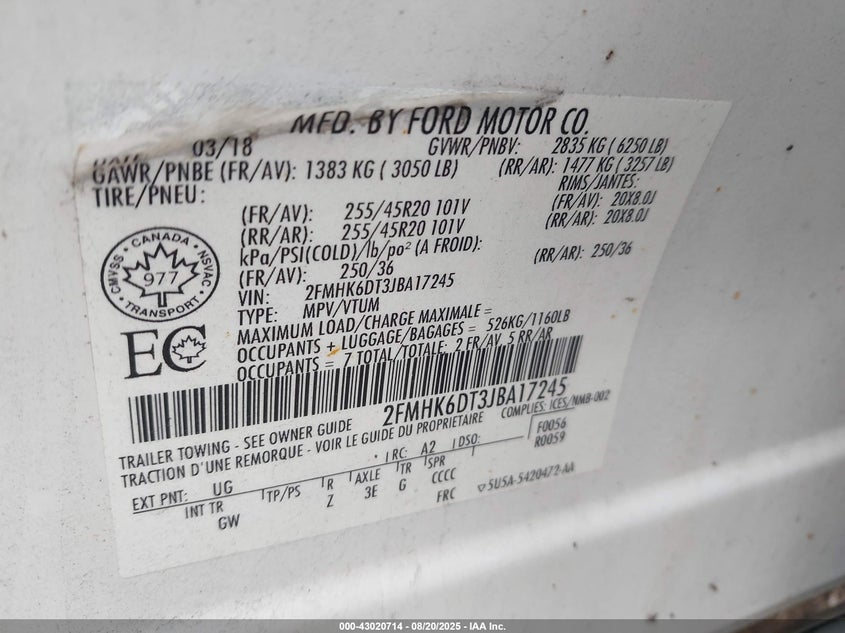 MFD. BY FORD MOTOR CO.
03/18 GVWR/PNBV: 2835 KG ( 6250 LB)
GAWR/PNBE (FR/AV): 1383 KG ( 3050 LB) (RR/AR): 1477 KG ( 3257 LB)
TIRE/PNEU: RIMS/JANTES:
(FR/AV): 255/45R20 101V (FR/AV): 20X8.0J
(RR/AR): 255/45R20 101V (RR/AR): 20X8.0J
kPa/PSI(COLD)/lb/po² (A FROID):
(FR/AV): 250/36 (RR/AR): 250/36
VIN: 2FMHK6DT3JBA17245
TYPE: MPV/VTUM
CANADA
CMVSS 977 NSVAC
TRANSPORT
EC
MAXIMUM LOAD/CHARGE MAXIMALE =
OCCUPANTS + LUGGAGE/BAGAGES = 526KG/1160LB
OCCUPANTS = 7 TOTAL/TOTALE: 2 FR/AV, 5 RR/AR
2FMHK6DT3JBA17245
TRAILER TOWING - SEE OWNER GUIDE COMPLIES: ICES/NMB-002
TRACTION D'UNE REMORQUE - VOIR LE GUIDE DU PROPRIETAIRE
F0056
R0059
EXT PNT: UG RC: A2 DSO:
INT TR TP/PS R AXLE TR SPR
GW Z 3E G CCCC
FRC 5U5A-5420472-AA
000-43020714 - 08/20/2025 - IAA Inc.